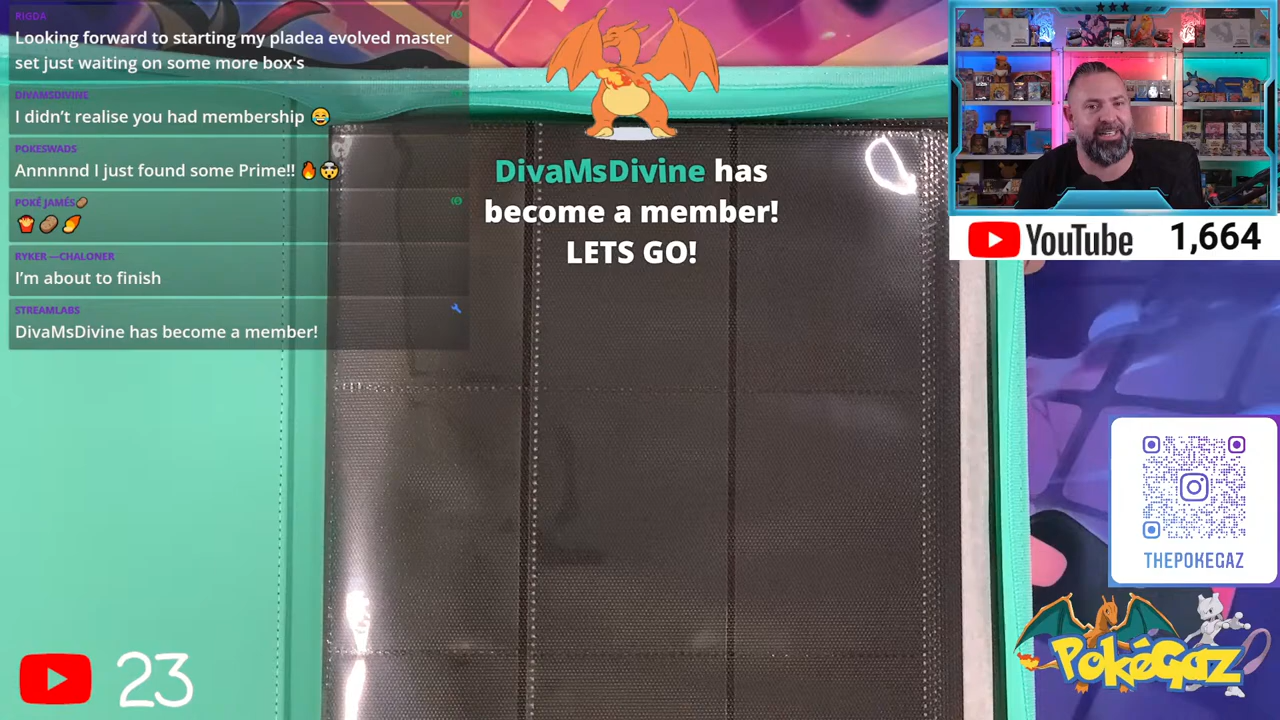 RIGDA
Looking forward to starting my pladea evolved master
set just waiting on some more box's
DIVAMSDIVINE
I didn't realise you had membership 😂
POKESWADS
Annnnnd I just found some Prime!! 🔥🤯
POKÉ JAMÉS🥔
🍟🥔🍠
RYKER —CHALONER
I'm about to finish
STREAMLABS
DivaMsDivine has become a member!
DivaMsDivine has
become a member!
LETS GO!
YouTube 1,664
THEPOKEGAZ
PokéGaz
23